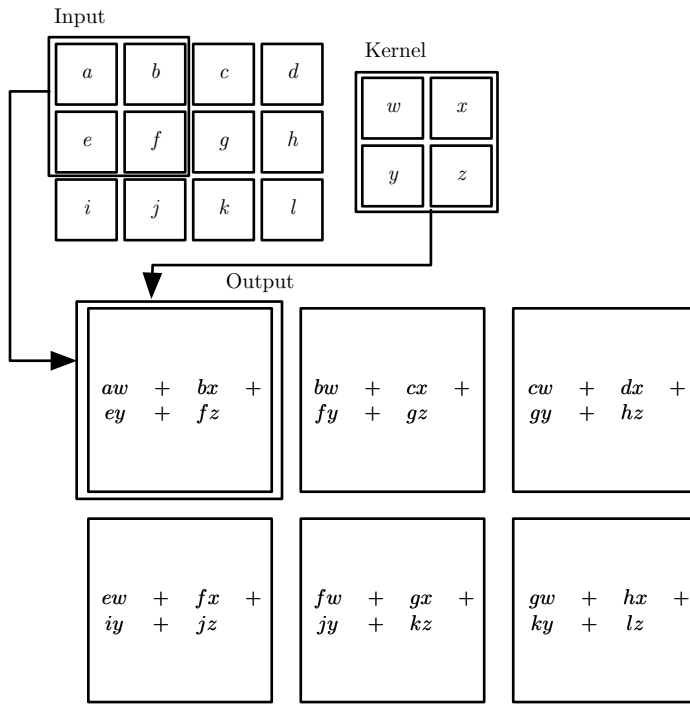 Input
a b c d
e f g h
i j k l
Kernel
w x
y z
Output
aw + bx +
ey + fz
bw + cx +
fy + gz
cw + dx +
gy + hz
ew + fx +
iy + jz
fw + gx +
jy + kz
gw + hx +
ky + lz